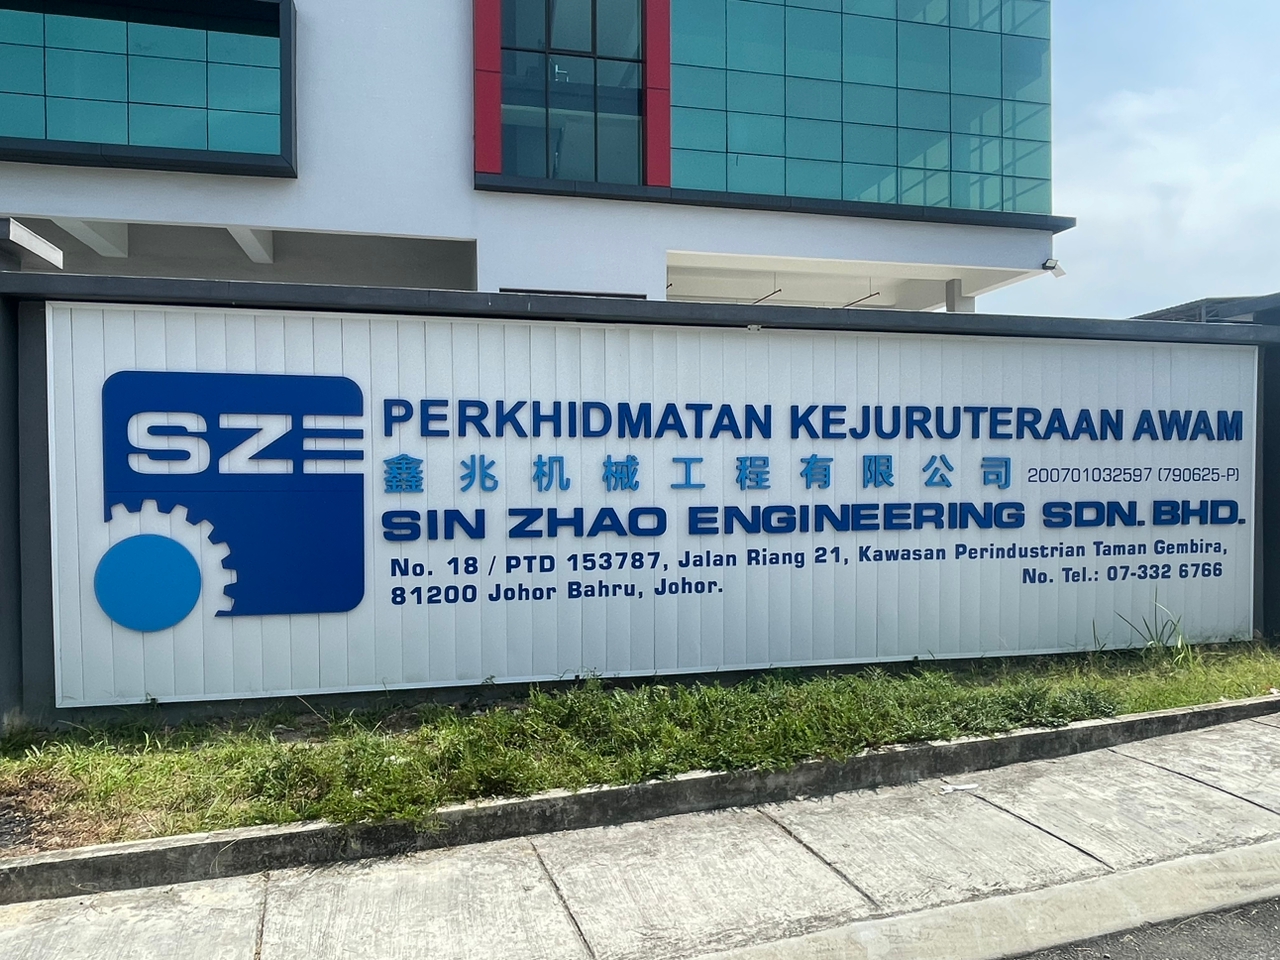 SZE
PERKHIDMATAN KEJURUTERAAN AWAM
鑫兆机械工程有限公司 200701032597 (790625-P)
SIN ZHAO ENGINEERING SDN. BHD.
No. 18 / PTD 153787, Jalan Riang 21, Kawasan Perindustrian Taman Gembira,
81200 Johor Bahru, Johor. No. Tel.: 07-332 6766